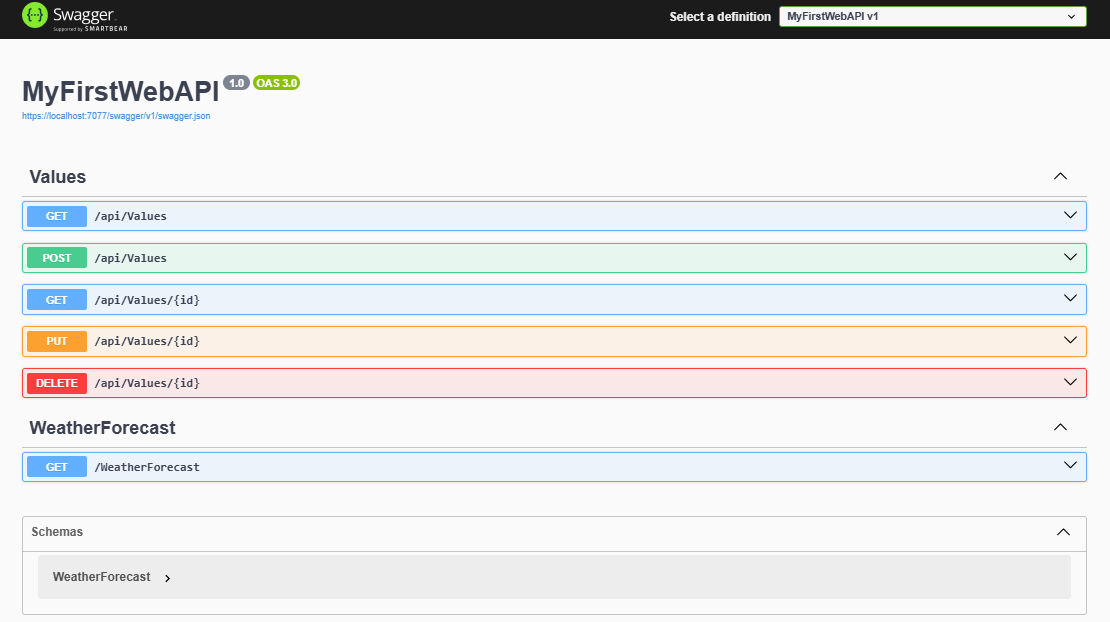 Swagger
Supported by SMARTBEAR
Select a definition
MyFirstWebAPI v1
MyFirstWebAPI 1.0 OAS 3.0
https://localhost:7077/swagger/v1/swagger.json
Values
GET /api/Values
POST /api/Values
GET /api/Values/{id}
PUT /api/Values/{id}
DELETE /api/Values/{id}
WeatherForecast
GET /WeatherForecast
Schemas
WeatherForecast